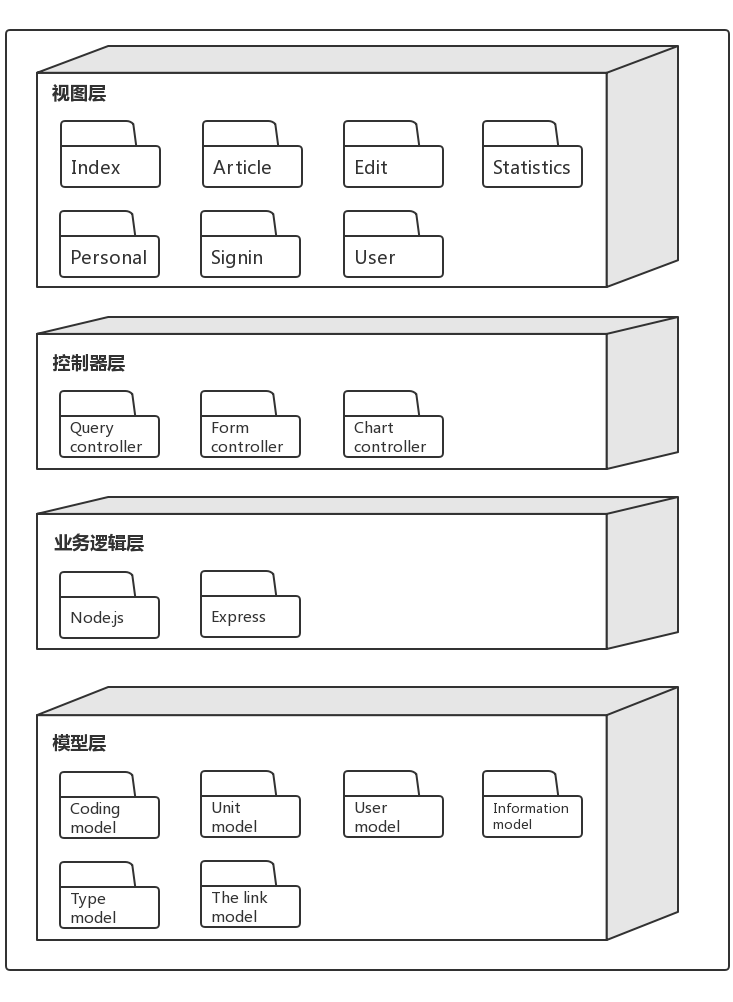 视图层
Index
Article
Edit
Statistics
Personal
Signin
User
控制器层
Query
controller
Form
controller
Chart
controller
业务逻辑层
Node.js
Express
模型层
Coding
model
Unit
model
User
model
Information
model
Type
model
The link
model